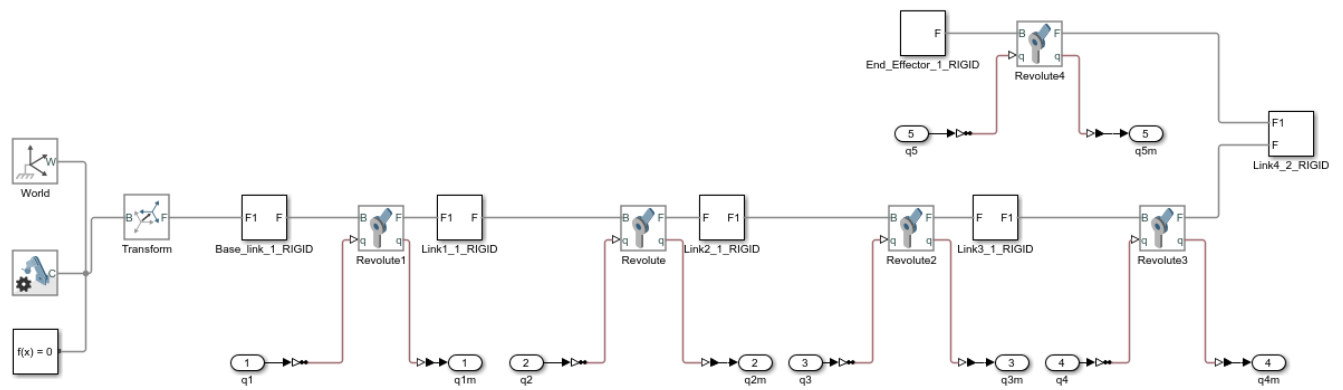 F
End_Effector_1_RIGID
B
F
q
q
Revolute4
5
q5
5
q5m
F1
F
Link4_2_RIGID
W
World
C
f(x) = 0
B
F
Transform
F1
F
Base_link_1_RIGID
B
F
q
q
Revolute1
F1
F
Link1_1_RIGID
B
F
q
q
Revolute
F
F1
Link2_1_RIGID
B
F
q
q
Revolute2
F
F1
Link3_1_RIGID
B
F
q
q
Revolute3
1
q1
1
q1m
2
q2
2
q2m
3
q3
3
q3m
4
q4
4
q4m